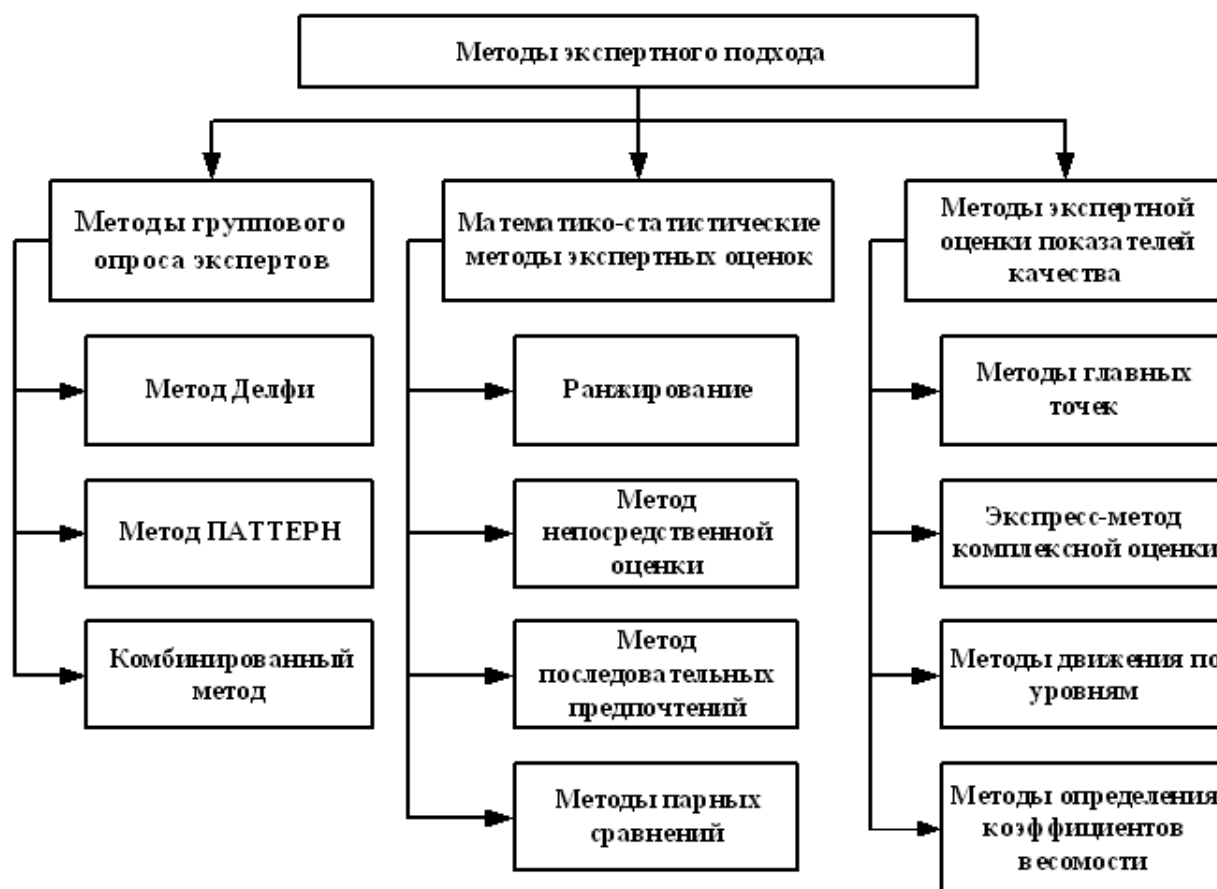 Методы экспертного подхода
Методы группового
опроса экспертов
Метод Делфи
Метод ПАТТЕРН
Комбинированный
метод
Математико-статистические
методы экспертных оценок
Ранжирование
Метод
непосредственной
оценки
Метод
последовательных
предпочтений
Методы парных
сравнений
Методы экспертной
оценки показателей
качества
Методы главных
точек
Экспресс-метод
комплексной оценки
Методы движения по
уровням
Методы определения
коэффициентов
весомости